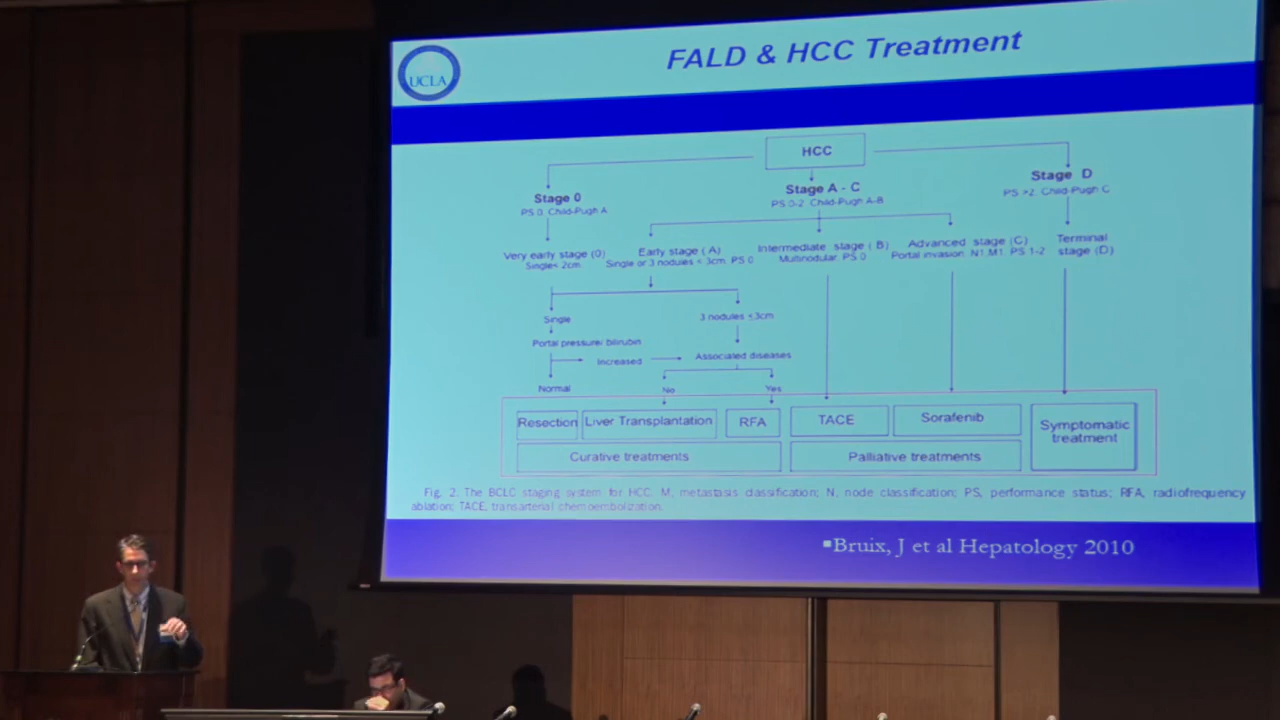 FALD & HCC Treatment
UCLA
HCC
Stage 0
PS 0, Child-Pugh A
Stage A - C
PS 0-2, Child-Pugh A-B
Stage D
PS >2, Child-Pugh C
Very early stage (0)
Single< 2cm
Early stage (A)
Single or 3 nodules < 3cm, PS 0
Intermediate stage (B)
Multinodular, PS 0
Advanced stage (C)
Portal invasion, N1,M1, PS 1-2
Terminal
stage (D)
Single
3 nodules ≤3cm
Portal pressure/ bilirubin
Increased
Associated diseases
Normal
No
Yes
Resection
Liver Transplantation
RFA
TACE
Sorafenib
Symptomatic
treatment
Curative treatments
Palliative treatments
Fig. 2. The BCLC staging system for HCC. M, metastasis classification; N, node classification; PS, performance status; RFA, radiofrequency
ablation; TACE, transarterial chemoembolization.
▪Bruix, J et al Hepatology 2010